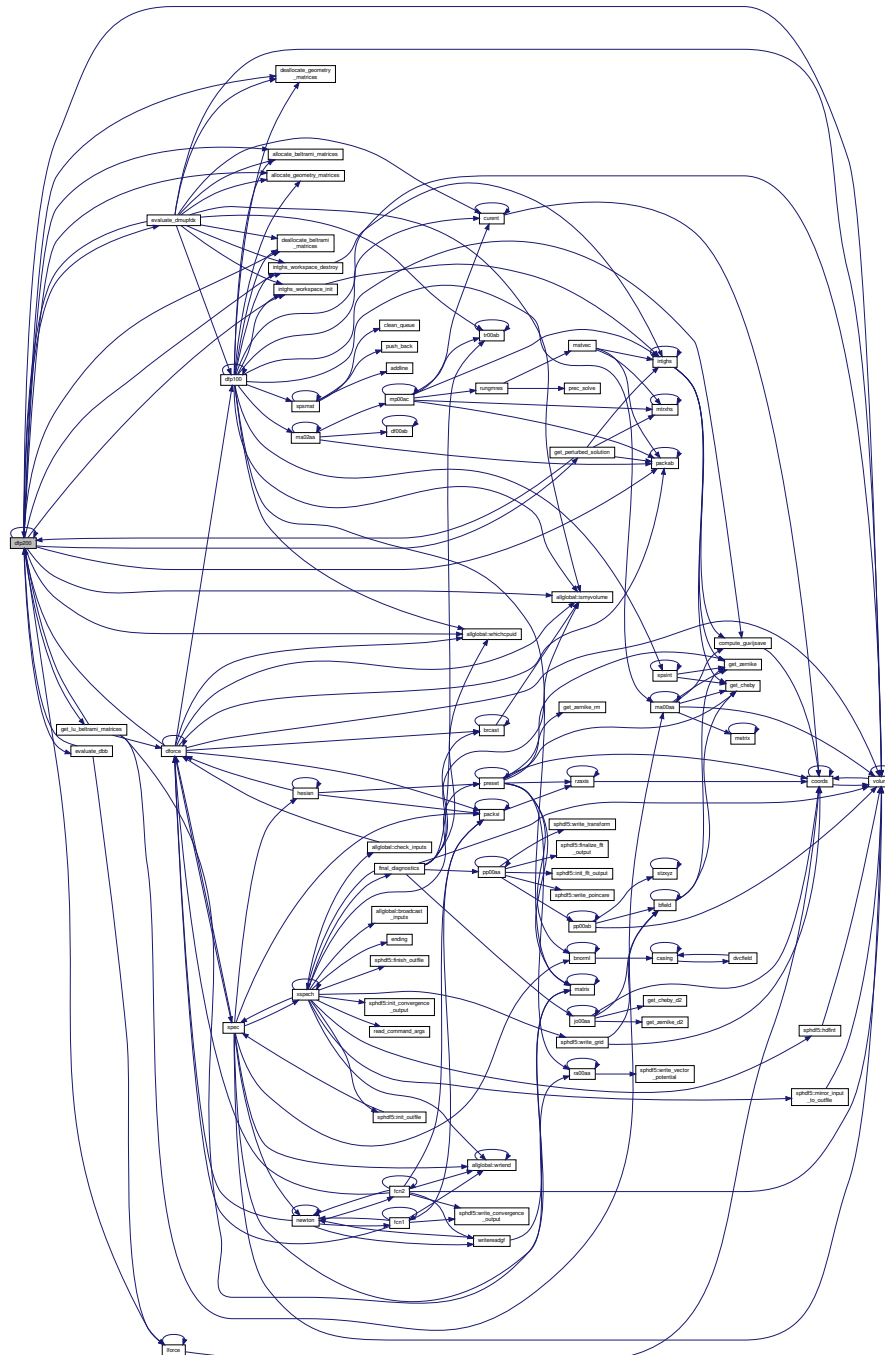 deallocate_geometry
_matrices
allocate_beltrami_matrices
allocate_geometry_matrices
evaluate_dmupfdx
curent
deallocate_beltrami
_matrices
intghs_workspace_destroy
intghs_workspace_init
clean_queue
tr00ab
push_back
matvec
intghs
addline
dfp100
rungmres
prec_solve
mp00ac
spsmat
mtrxhs
df00ab
ma02aa
get_perturbed_solution
packab
dfp200
allglobal::ismyvolume
allglobal::whichcpuid
compute_guvijsave
get_zernike
spsint
get_cheby
get_zernike_rm
ma00aa
get_lu_beltrami_matrices
brcast
metrix
evaluate_dbb
dforce
preset
rzaxis
coords
hesian
packxi
sphdf5::write_transform
allglobal::check_inputs
sphdf5::finalize_flt
_output
final_diagnostics
pp00aa
sphdf5::init_flt_output
stzxyz
sphdf5::write_poincare
bfield
allglobal::broadcast
_inputs
pp00ab
ending
bnorml
casing
dvcfield
sphdf5::finish_outfile
matrix
xspech
sphdf5::init_convergence
_output
get_cheby_d2
jo00aa
get_zernike_d2
spec
read_command_args
sphdf5::hdfint
sphdf5::write_grid
ra00aa
sphdf5::write_vector
_potential
sphdf5::mirror_input
_to_outfile
sphdf5::init_outfile
allglobal::wrtend
fcn2
newton
fcn1
sphdf5::write_convergence
_output
writereadgf
lforce